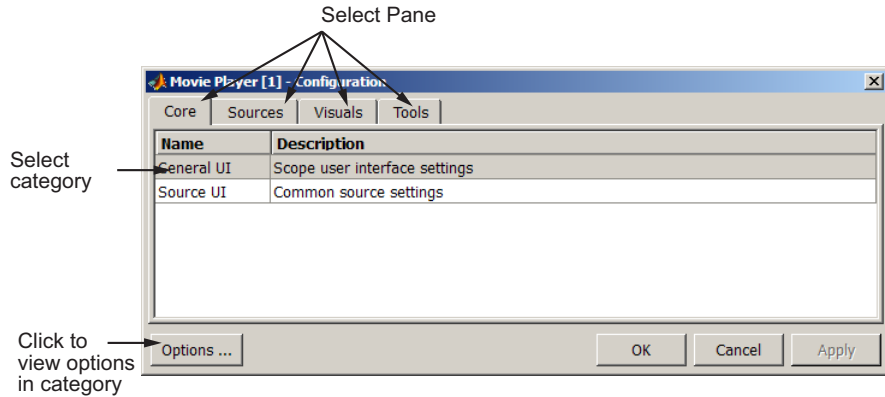 Select Pane
Movie Player [1] - Configuration
Core Sources Visuals Tools
Name Description
General UI Scope user interface settings
Source UI Common source settings
Select
category
Click to
view options
in category
Options ...
OK Cancel Apply